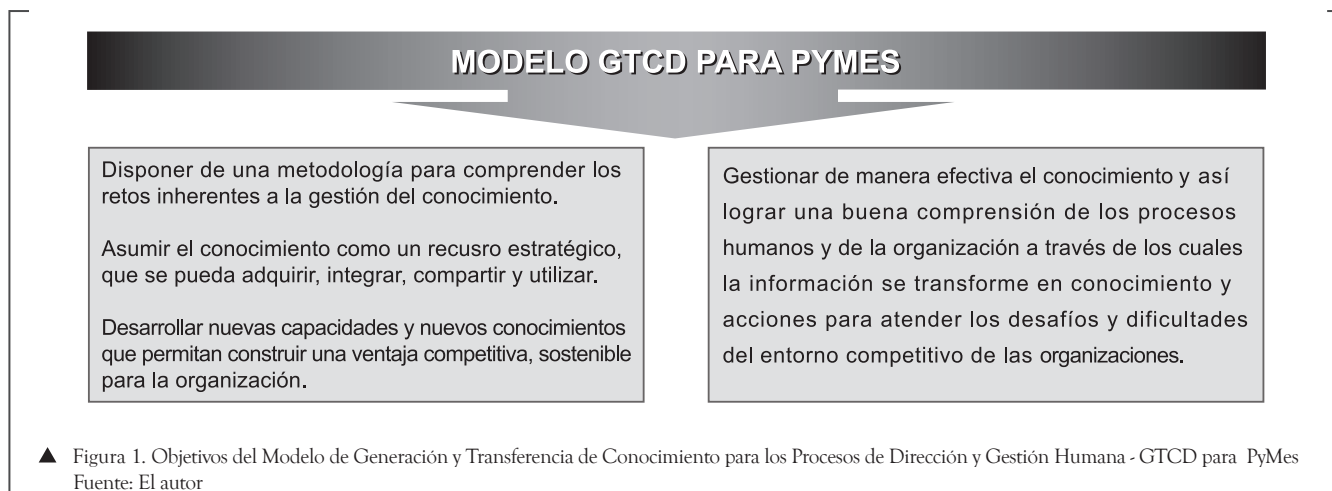 MODELO GTCD PARA PYMES
Disponer de una metodología para comprender los
retos inherentes a la gestión del conocimiento.
Asumir el conocimiento como un recusro estratégico,
que se pueda adquirir, integrar, compartir y utilizar.
Desarrollar nuevas capacidades y nuevos conocimientos
que permitan construir una ventaja competitiva, sostenible
para la organización.
Gestionar de manera efectiva el conocimiento y así
lograr una buena comprensión de los procesos
humanos y de la organización a través de los cuales
la información se transforme en conocimiento y
acciones para atender los desafíos y dificultades
del entorno competitivo de las organizaciones.
▲ Figura 1. Objetivos del Modelo de Generación y Transferencia de Conocimiento para los Procesos de Dirección y Gestión Humana - GTCD para PyMes
Fuente: El autor